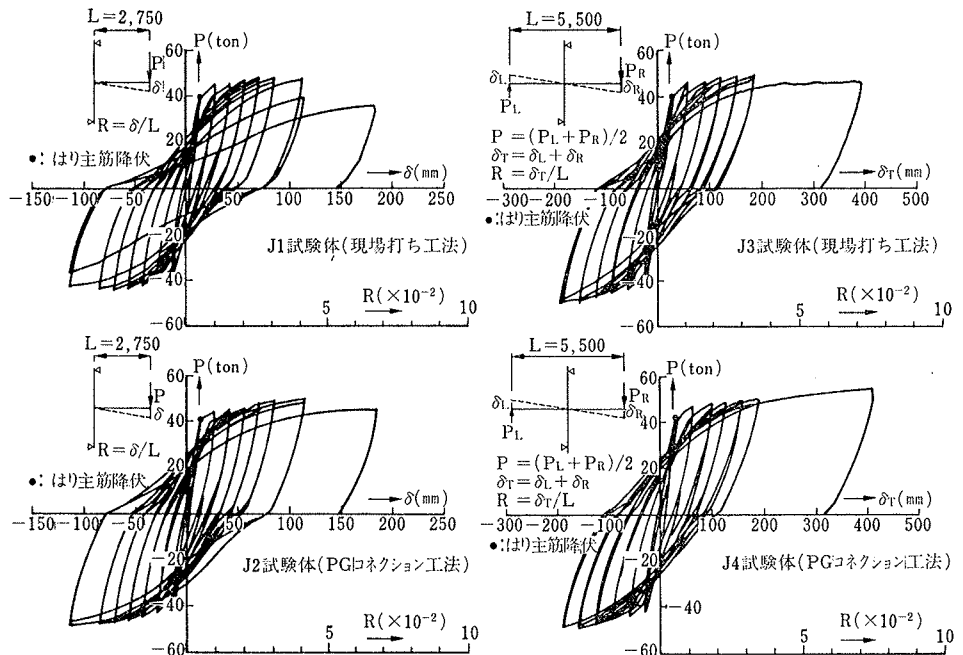 L=2,750
P(ton)
60
40
20
P
δ
R=δ/L
•: はり主筋降伏
δ(mm)
-150 -100 -50 0 50 100 150 200
-20
-40
-60
J1試験体(現場打ち工法)
R(×10⁻²)
5 10
L=5,500
P(ton)
60
40
20
δL
PL
PR
δR
P=(PL+PR)/2
δT=δL+δR
R=δT/L
•:はり主筋降伏
δT(mm)
-300 -200 -100 0 100 200 300 400 500
-20
-40
-60
J3試験体(現場打ち工法)
R(×10⁻²)
5 10
L=2,750
P(ton)
60
40
20
P
δ
R=δ/L
•: はり主筋降伏
δ(mm)
-150 -100 -50 0 50 100 150 200
-20
-40
-60
J2試験体(PGコネクション工法)
R(×10⁻²)
5 10
L=5,500
P(ton)
60
40
20
δL
PL
PR
δR
P=(PL+PR)/2
δT=δL+δR
R=δT/L
•:はり主筋降伏
δT(mm)
-300 -200 -100 0 100 200 300 400 500
-20
-40
-60
J4試験体(PGコネクション工法)
R(×10⁻²)
5 10